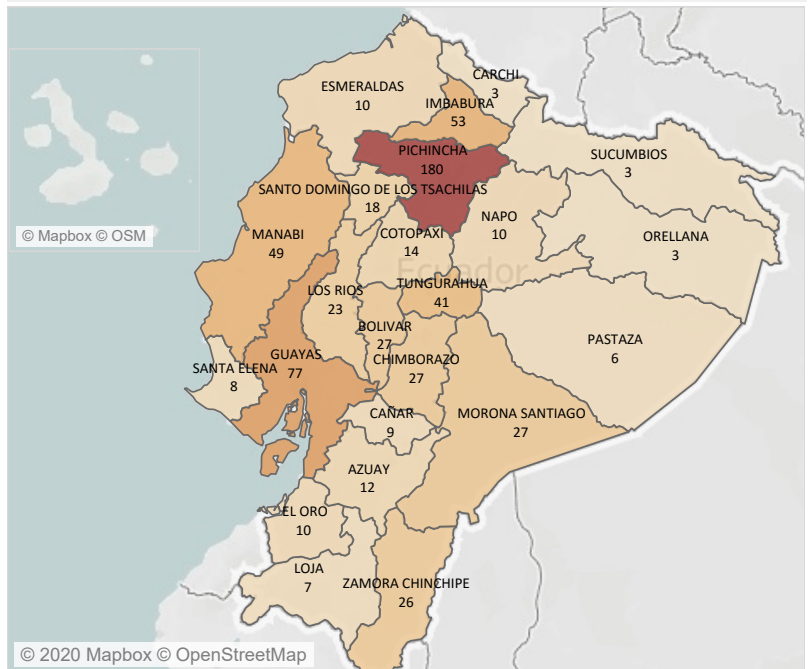 CARCHI
3
ESMERALDAS
10
IMBABURA
53
PICHINCHA
180
SUCUMBIOS
3
SANTO DOMINGO DE LOS TSACHILAS
18
NAPO
10
© Mapbox © OSM
MANABI
49
COTOPAXI
14
ORELLANA
3
Ecuador
TUNGURAHUA
41
LOS RIOS
23
BOLIVAR
27
PASTAZA
6
GUAYAS
77
CHIMBORAZO
27
SANTA ELENA
8
CAÑAR
9
MORONA SANTIAGO
27
AZUAY
12
EL ORO
10
LOJA
7
ZAMORA CHINCHIPE
26
© 2020 Mapbox © OpenStreetMap